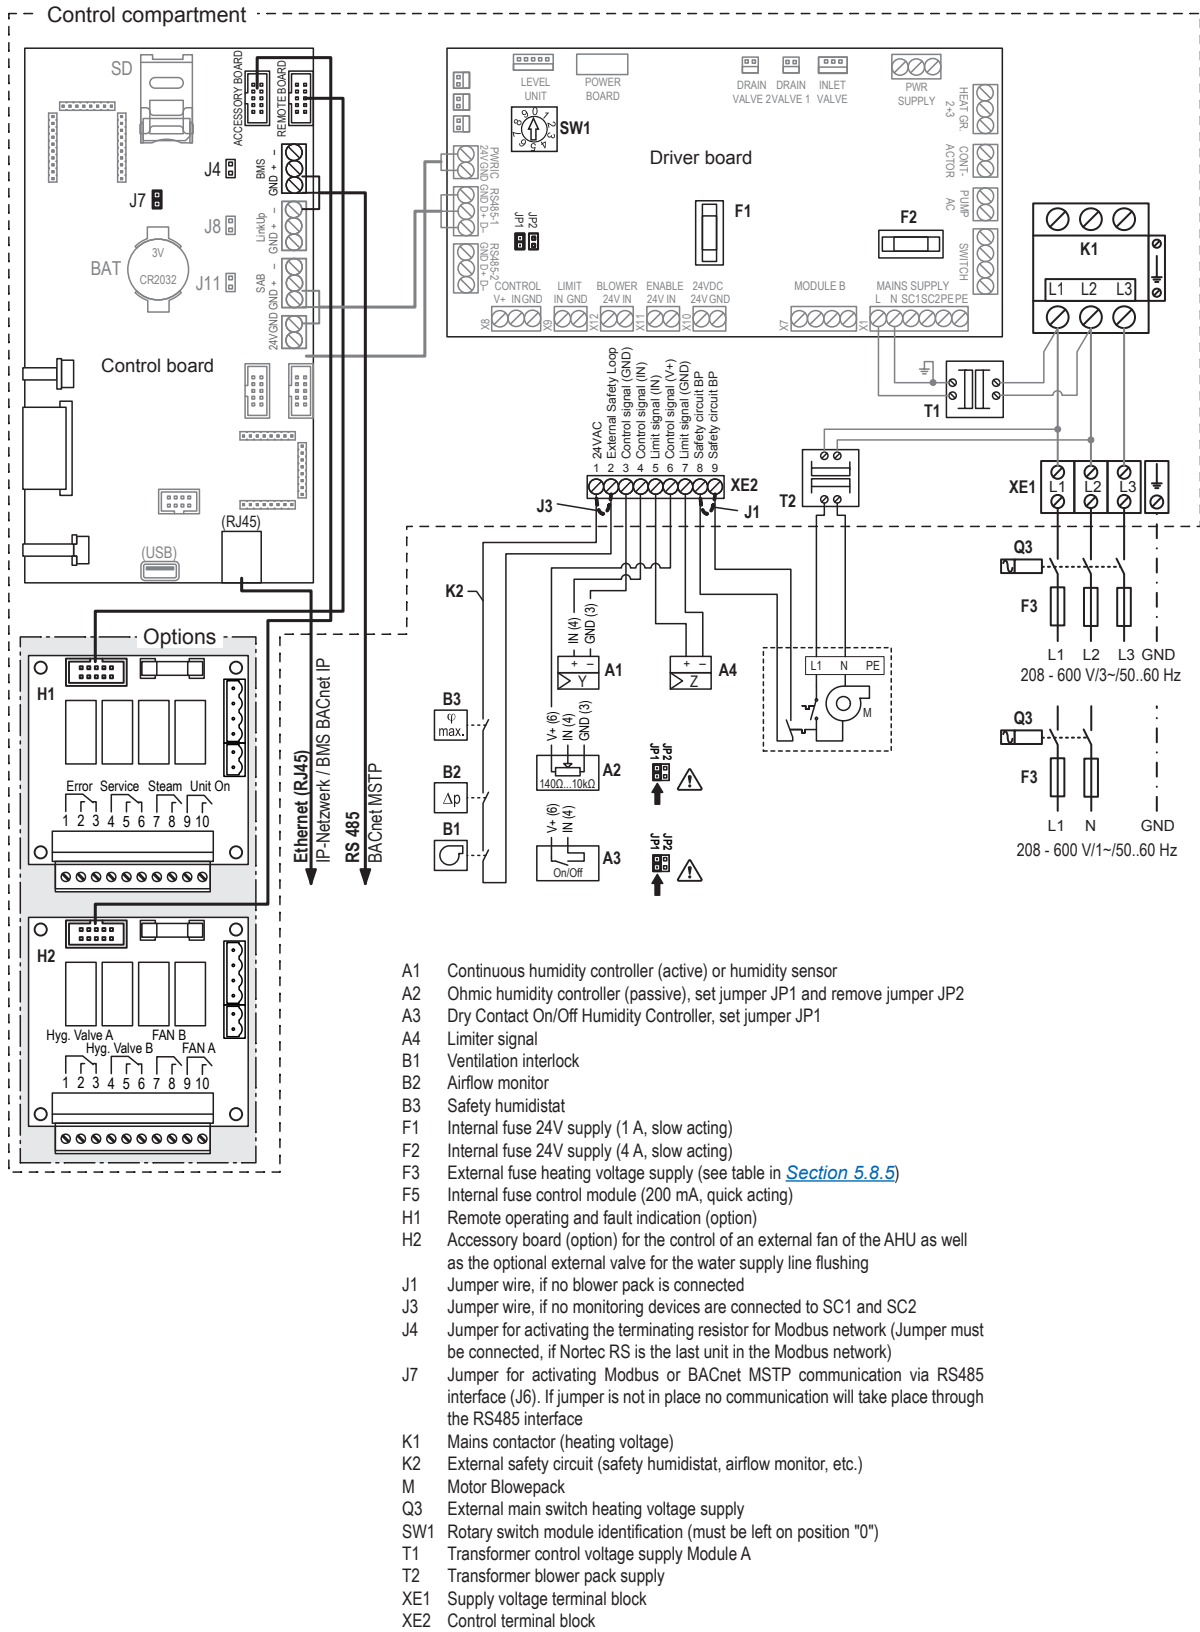 Control compartment
SD
ACCESSORY BOARD
REMOTE BOARD
J4
BMS
GND + -
J7
J8
LinkUp
GND + -
BAT
3V
CR2032
J11
SAB
GND + -
24VGND
Control board
(RJ45)
(USB)
LEVEL UNIT
POWER BOARD
DRAIN VALVE 2
DRAIN VALVE 1
INLET VALVE
PWR SUPPLY
HEAT GR. 2+3
CONT-ACTOR
PUMP AC
SWITCH
SW1
0 1 2 3 4 5 6 7 8 9
Driver board
PWRIC
24VGND
RS485-1
GND D+ D-
RS485-2
GND D+ D-
JP1
JP2
F1
F2
CONTROL
V+ INGND
X8
LIMIT
IN GND
X9
BLOWER
24V IN
X12
ENABLE
24V IN
X11
24VDC
24VGND
X10
MODULE B
X7
MAINS SUPPLY
L N SC1SC2PEPE
X1
K1
L1 L2 L3
T1
24VAC
External Safety Loop
Control signal (GND)
Control signal (IN)
Limit signal (IN)
Control signal (V+)
Limit signal (GND)
Safety circuit BP
Safety circuit BP
1 2 3 4 5 6 7 8 9
XE2
J3
J1
T2
XE1
L1 L2 L3
Q3
F3
L1 L2 L3 GND
208 - 600 V/3~/50..60 Hz
Q3
F3
L1 N GND
208 - 600 V/1~/50..60 Hz
K2
IN (4)
GND (3)
+ -
Y
A1
+ -
Z
A4
L1 N PE
M
B3
φ
max.
B2
Δp
B1
V+ (6)
IN (4)
GND (3)
140Ω...10kΩ
A2
JP1
JP2
V+ (6)
IN (4)
On/Off
A3
JP1
JP2
Options
H1
Error Service Steam Unit On
1 2 3 4 5 6 7 8 9 10
H2
Hyg. Valve A FAN B
Hyg. Valve B FAN A
1 2 3 4 5 6 7 8 9 10
Ethernet (RJ45)
IP-Netzwerk / BMS BACnet IP
RS 485
BACnet MSTP
A1 Continuous humidity controller (active) or humidity sensor
A2 Ohmic humidity controller (passive), set jumper JP1 and remove jumper JP2
A3 Dry Contact On/Off Humidity Controller, set jumper JP1
A4 Limiter signal
B1 Ventilation interlock
B2 Airflow monitor
B3 Safety humidistat
F1 Internal fuse 24V supply (1 A, slow acting)
F2 Internal fuse 24V supply (4 A, slow acting)
F3 External fuse heating voltage supply (see table in Section 5.8.5)
F5 Internal fuse control module (200 mA, quick acting)
H1 Remote operating and fault indication (option)
H2 Accessory board (option) for the control of an external fan of the AHU as well
as the optional external valve for the water supply line flushing
J1 Jumper wire, if no blower pack is connected
J3 Jumper wire, if no monitoring devices are connected to SC1 and SC2
J4 Jumper for activating the terminating resistor for Modbus network (Jumper must
be connected, if Nortec RS is the last unit in the Modbus network)
J7 Jumper for activating Modbus or BACnet MSTP communication via RS485
interface (J6). If jumper is not in place no communication will take place through
the RS485 interface
K1 Mains contactor (heating voltage)
K2 External safety circuit (safety humidistat, airflow monitor, etc.)
M Motor Blowepack
Q3 External main switch heating voltage supply
SW1 Rotary switch module identification (must be left on position "0")
T1 Transformer control voltage supply Module A
T2 Transformer blower pack supply
XE1 Supply voltage terminal block
XE2 Control terminal block